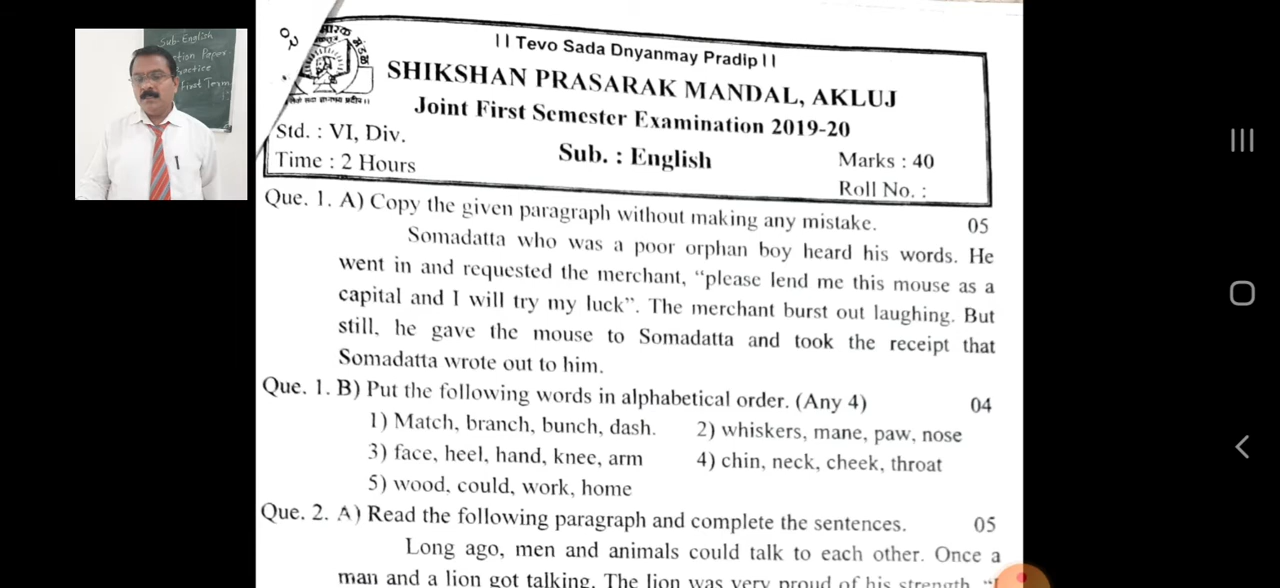 Sub-English
tion Paper
actice
First Term
02
|| Tevo Sada Dnyanmay Pradip ||
SHIKSHAN PRASARAK MANDAL, AKLUJ
Joint First Semester Examination 2019-20
Std. : VI, Div.
Sub. : English
Marks : 40
Time : 2 Hours
Roll No. :
Que. 1. A) Copy the given paragraph without making any mistake. 05
Somadatta who was a poor orphan boy heard his words. He
went in and requested the merchant, “please lend me this mouse as a
capital and I will try my luck”. The merchant burst out laughing. But
still, he gave the mouse to Somadatta and took the receipt that
Somadatta wrote out to him.
Que. 1. B) Put the following words in alphabetical order. (Any 4) 04
1) Match, branch, bunch, dash. 2) whiskers, mane, paw, nose
3) face, heel, hand, knee, arm 4) chin, neck, cheek, throat
5) wood, could, work, home
Que. 2. A) Read the following paragraph and complete the sentences. 05
Long ago, men and animals could talk to each other. Once a
man and a lion got talking. The lion was very proud of his strength.